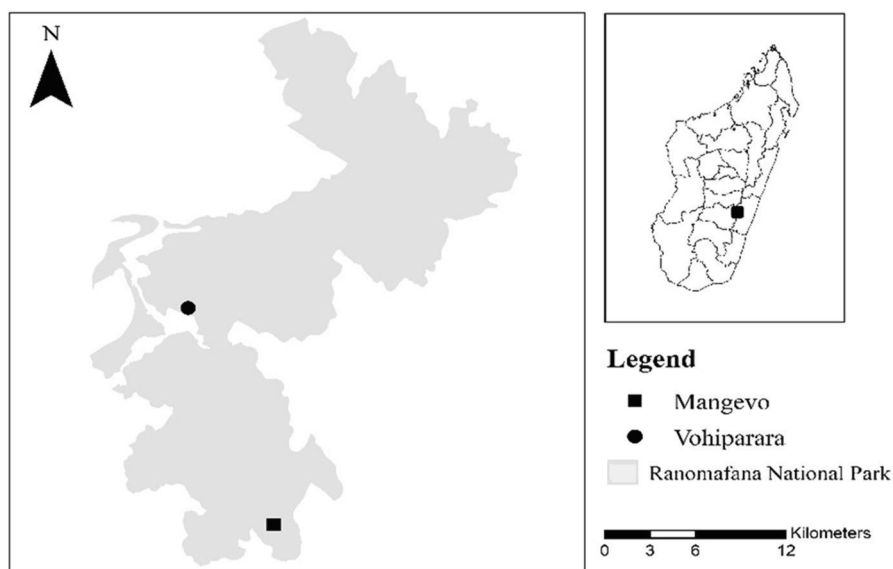 N
Legend
Mangevo
Vohiparara
Ranomafana National Park
Kilometers
0 3 6 12